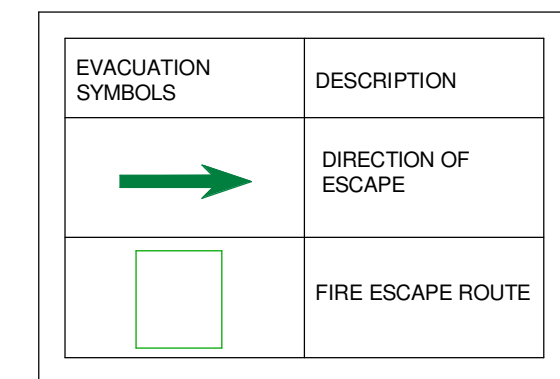 EVACUATION
SYMBOLS
DESCRIPTION
DIRECTION OF
ESCAPE
FIRE ESCAPE ROUTE